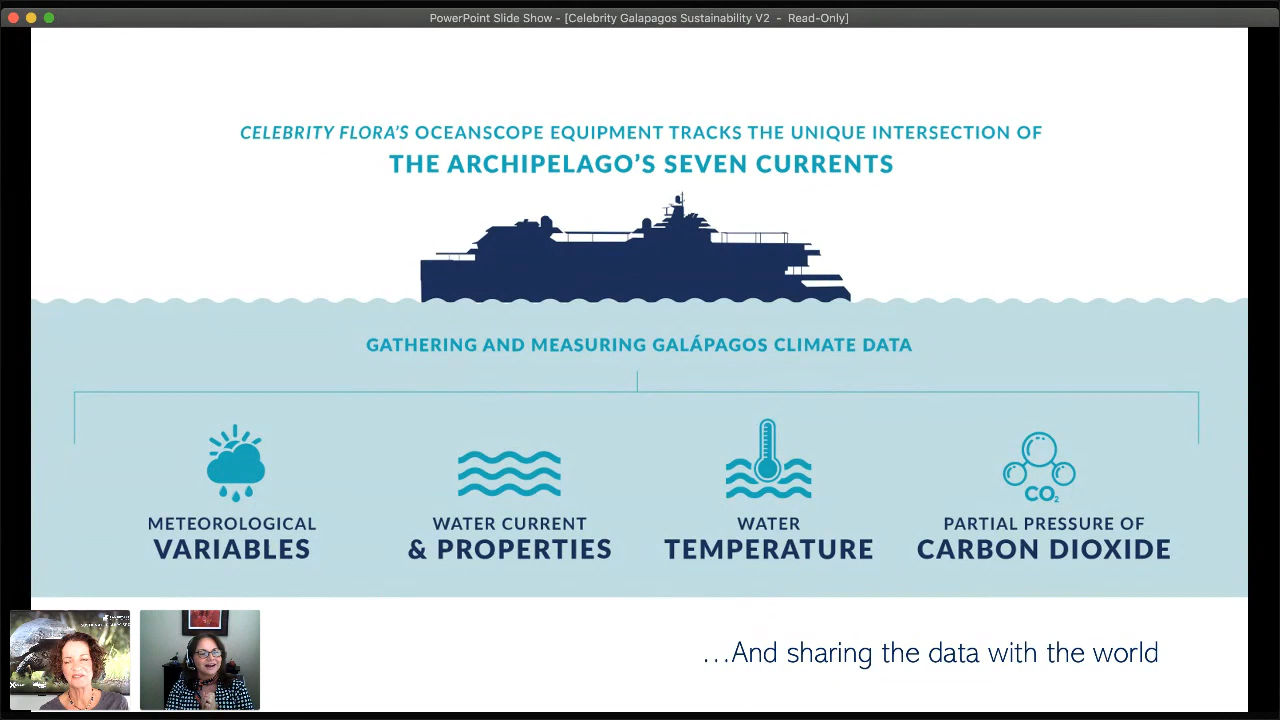 PowerPoint Slide Show - [Celebrity Galapagos Sustainability V2 - Read-Only]
CELEBRITY FLORA'S OCEANSCOPE EQUIPMENT TRACKS THE UNIQUE INTERSECTION OF
THE ARCHIPELAGO'S SEVEN CURRENTS
GATHERING AND MEASURING GALÁPAGOS CLIMATE DATA
CO₂
METEOROLOGICAL
VARIABLES
WATER CURRENT
& PROPERTIES
WATER
TEMPERATURE
PARTIAL PRESSURE OF
CARBON DIOXIDE
...And sharing the data with the world